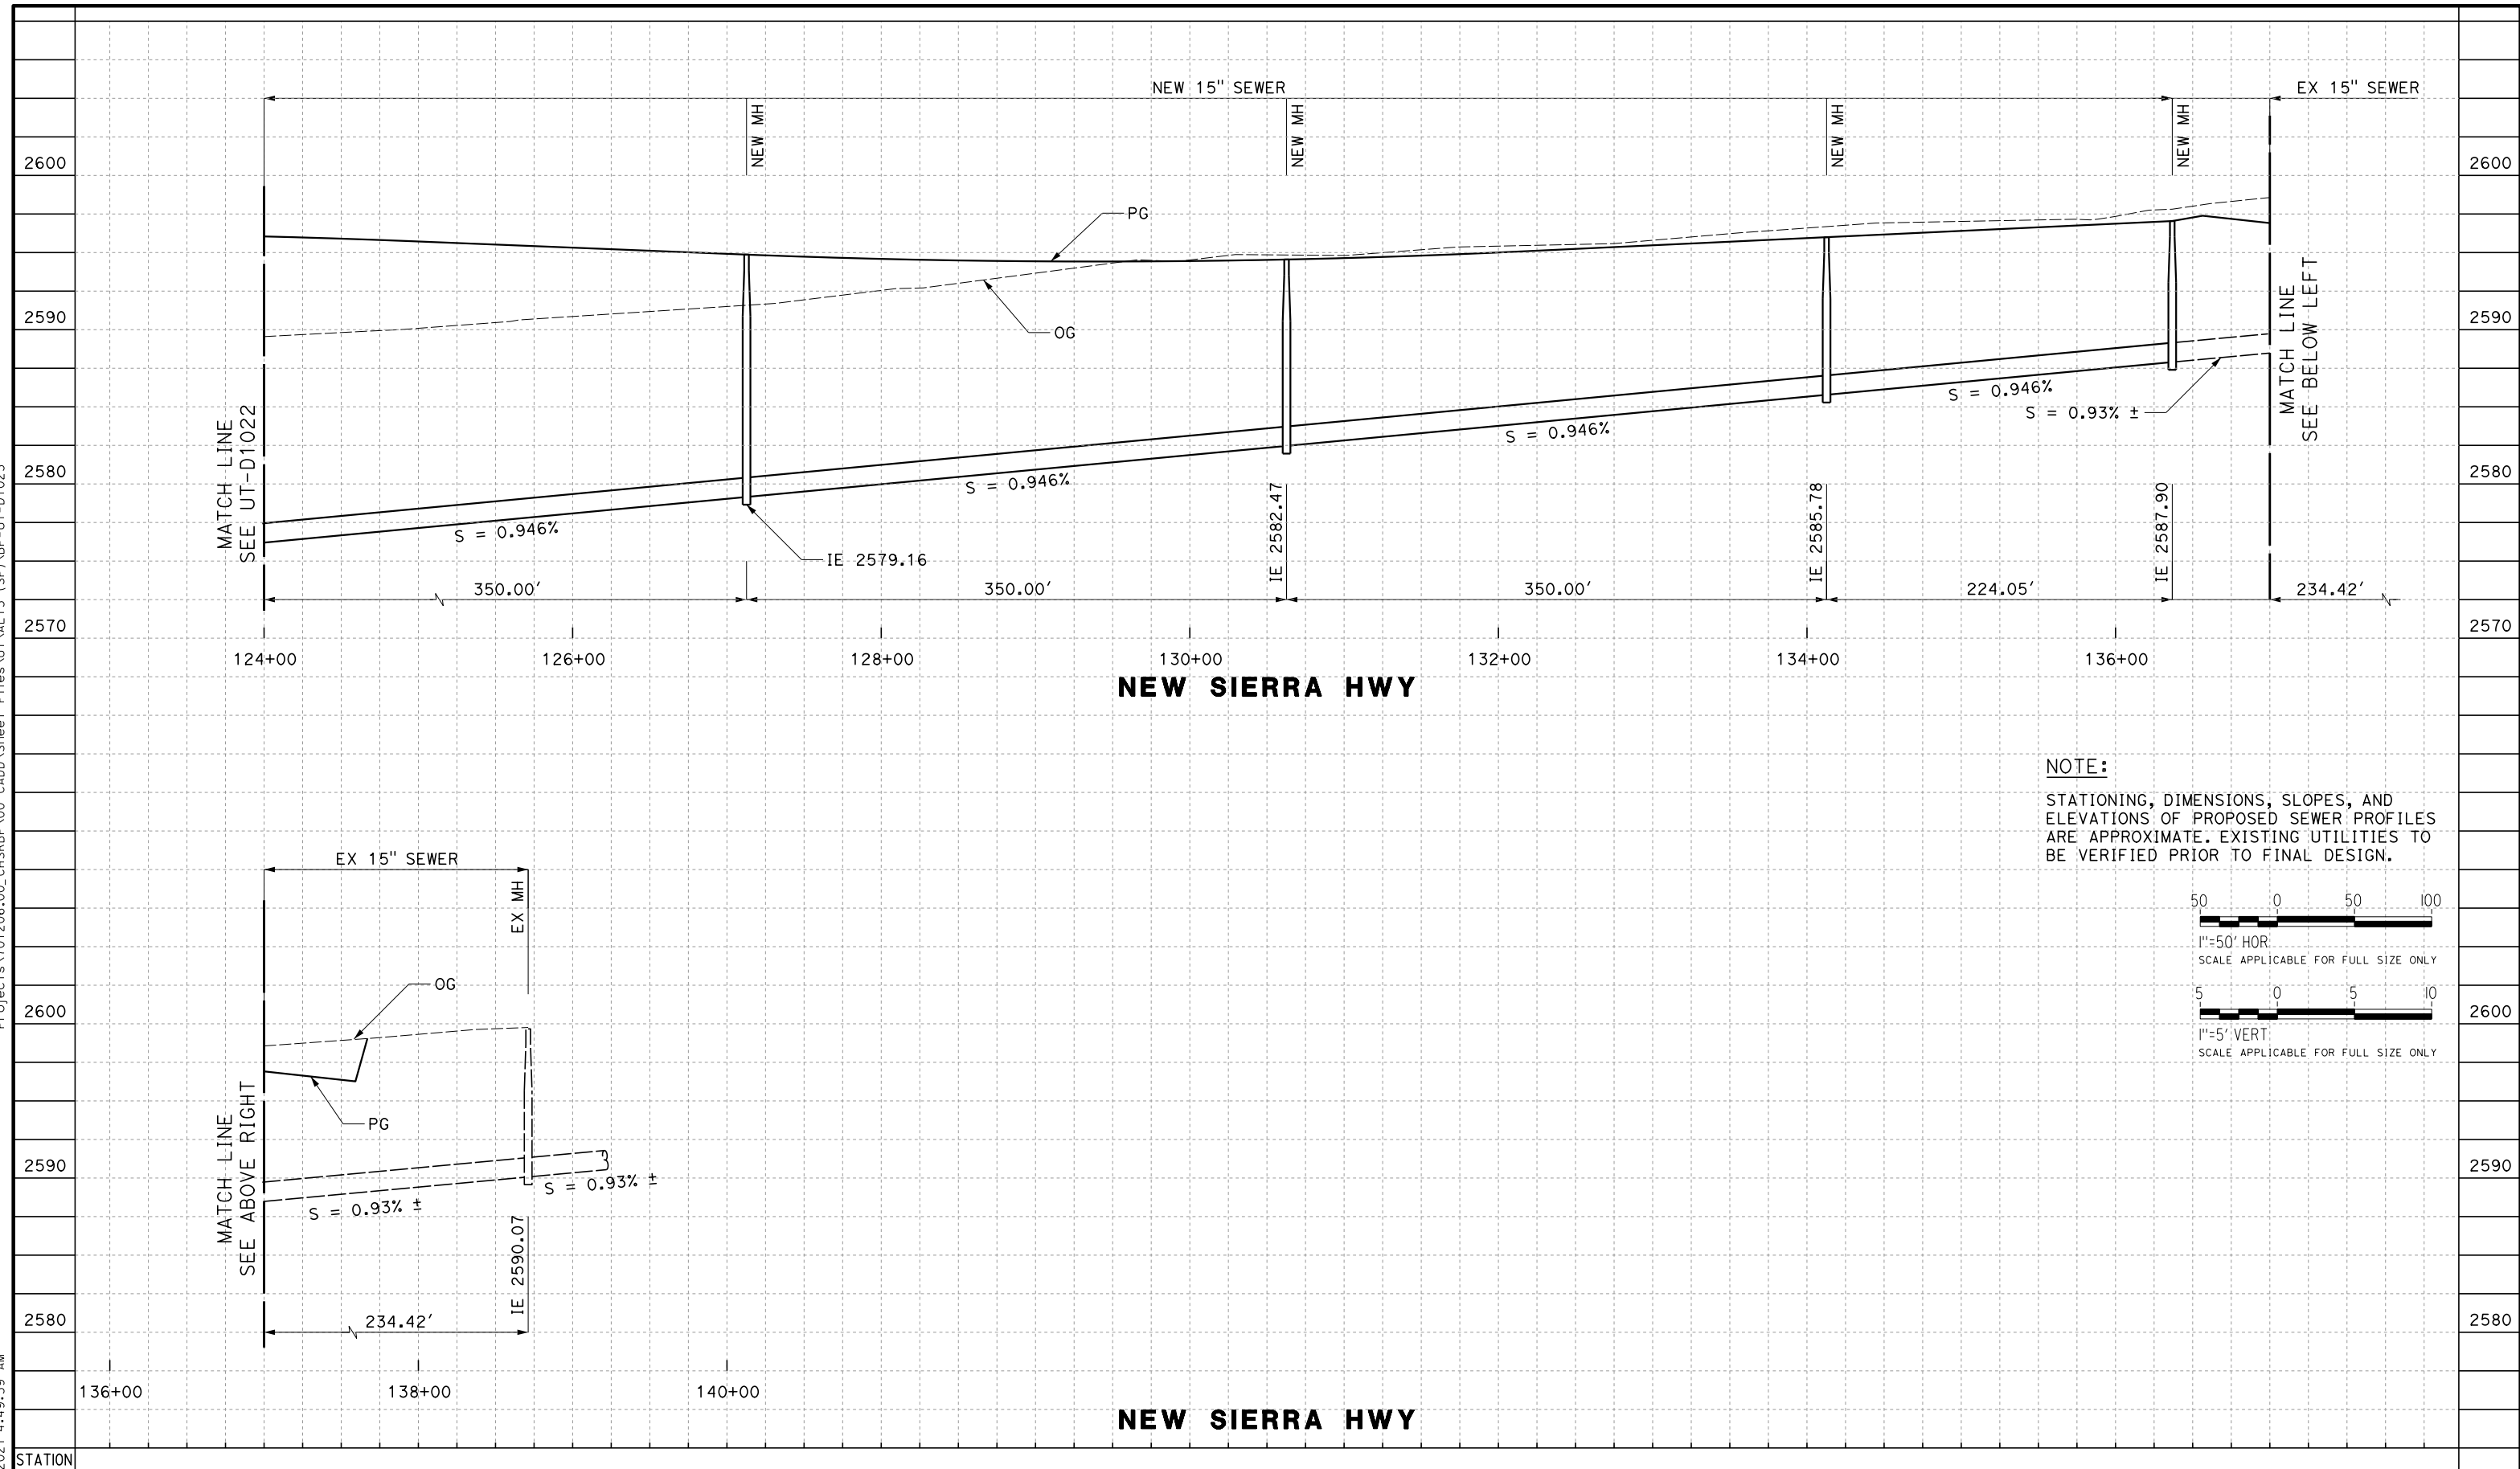 NEW 15" SEWER
EX 15" SEWER
NEW MH
NEW MH
NEW MH
NEW MH
2600
2600
PG
OG
2590
2590
MATCH LINE
SEE BELOW LEFT
MATCH LINE
SEE UT-D1022
S = 0.946%
S = 0.946%
S = 0.946%
S = 0.946%
S = 0.93% ±
2580
2580
IE 2579.16
IE 2582.47
IE 2585.78
IE 2587.90
350.00′
350.00′
350.00′
224.05′
234.42′
2570
2570
124+00
126+00
128+00
130+00
132+00
134+00
136+00
NEW SIERRA HWY
NOTE:
STATIONING, DIMENSIONS, SLOPES, AND
ELEVATIONS OF PROPOSED SEWER PROFILES
ARE APPROXIMATE. EXISTING UTILITIES TO
BE VERIFIED PRIOR TO FINAL DESIGN.
50 0 50 100
1"=50' HOR
SCALE APPLICABLE FOR FULL SIZE ONLY
5 0 5 10
1"=5' VERT
SCALE APPLICABLE FOR FULL SIZE ONLY
EX 15" SEWER
EX MH
OG
2600
2600
PG
MATCH LINE
SEE ABOVE RIGHT
2590
2590
S = 0.93% ±
S = 0.93% ±
IE 2590.07
234.42′
2580
2580
136+00
138+00
140+00
NEW SIERRA HWY
STATION